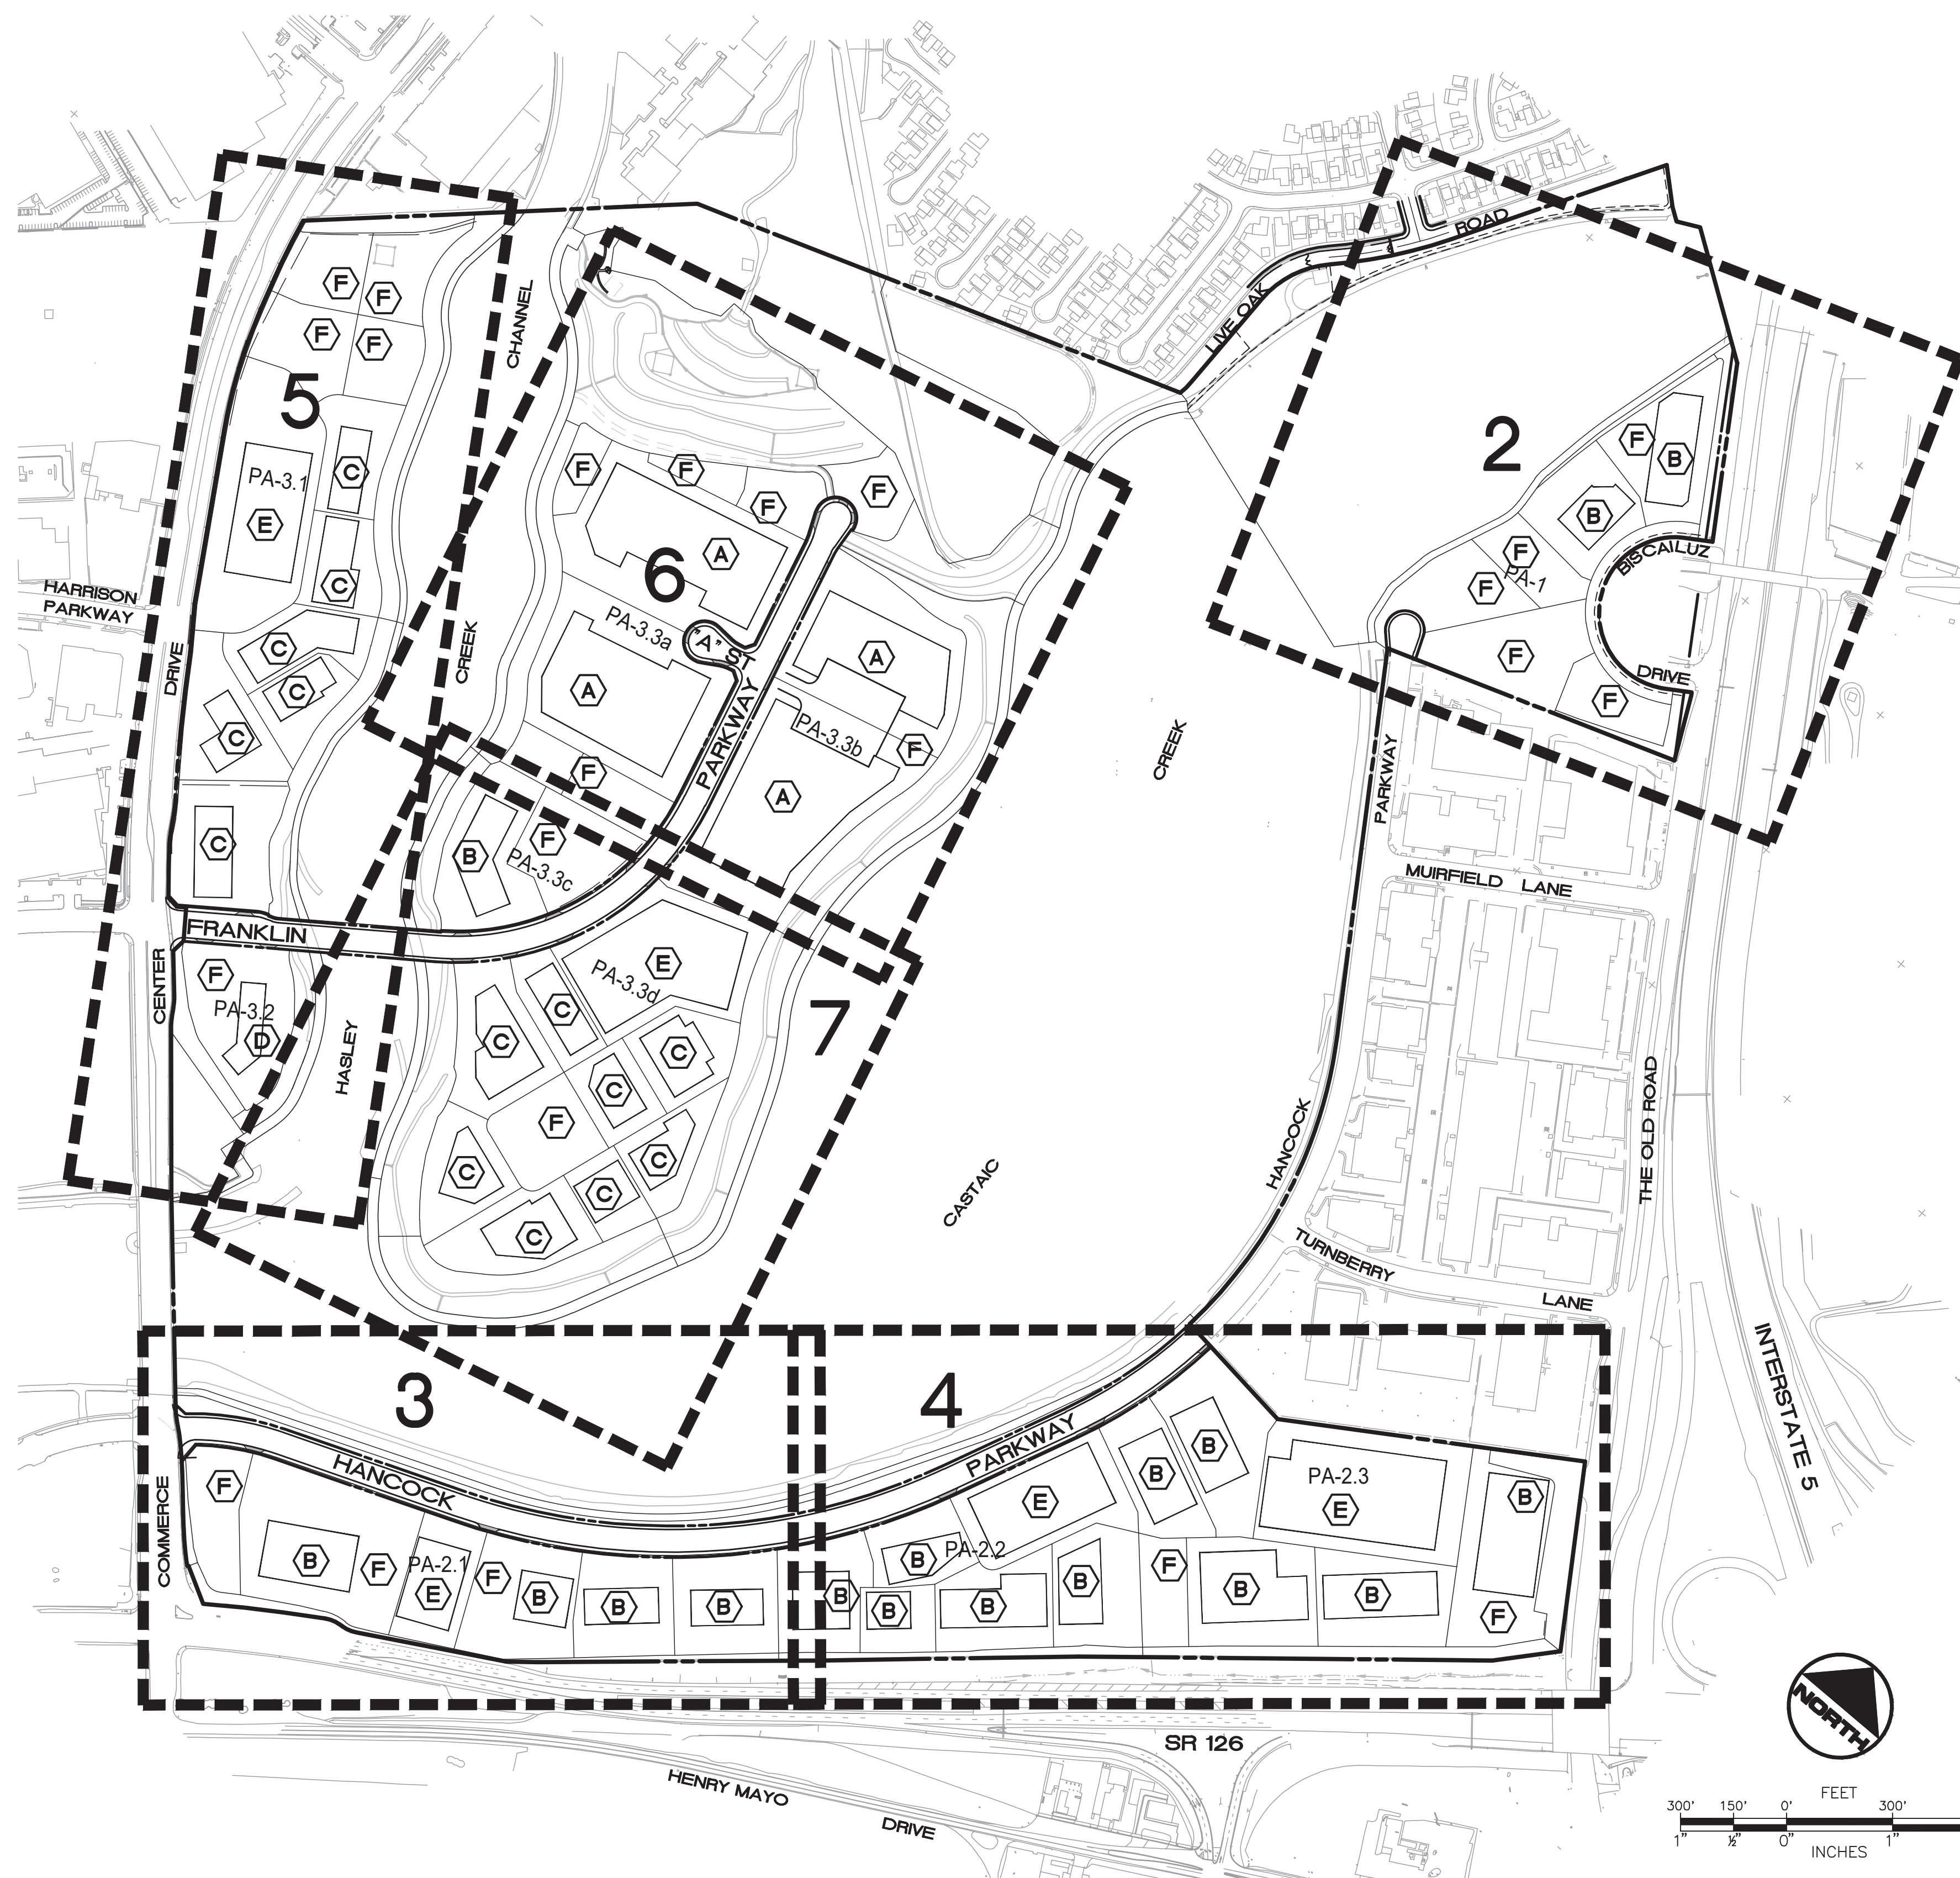 LIVE OAK
ROAD
CHANNEL
F
F
F
F
5
C
PA-3.1
E
C
C
C
C
C
HARRISON
PARKWAY
DRIVE
CREEK
F
F
F
F
6
A
PA-3.3a
"A" ST
A
A
PA-3.3b
F
F
A
PARKWAY
2
F
B
B
F
F
PA-1
BISCAILUZ
F
DRIVE
F
CREEK
PARKWAY
MUIRFIELD LANE
B
F
PA-3.3c
FRANKLIN
CENTER
F
PA-3.2
D
HASLEY
E
PA-3.3d
7
C
C
C
C
F
C
C
C
C
CASTAIC
HANCOCK
THE OLD ROAD
TURNBERRY
LANE
INTERSTATE 5
3
4
HANCOCK
PARKWAY
COMMERCE
F
B
F
PA-2.1
E
F
B
B
B
B
B
PA-2.2
B
E
B
B
B
B
F
PA-2.3
E
B
B
B
F
SR 126
HENRY MAYO
DRIVE
NORTH
FEET
300' 150' 0' 300'
1" ½" 0" 1"
INCHES